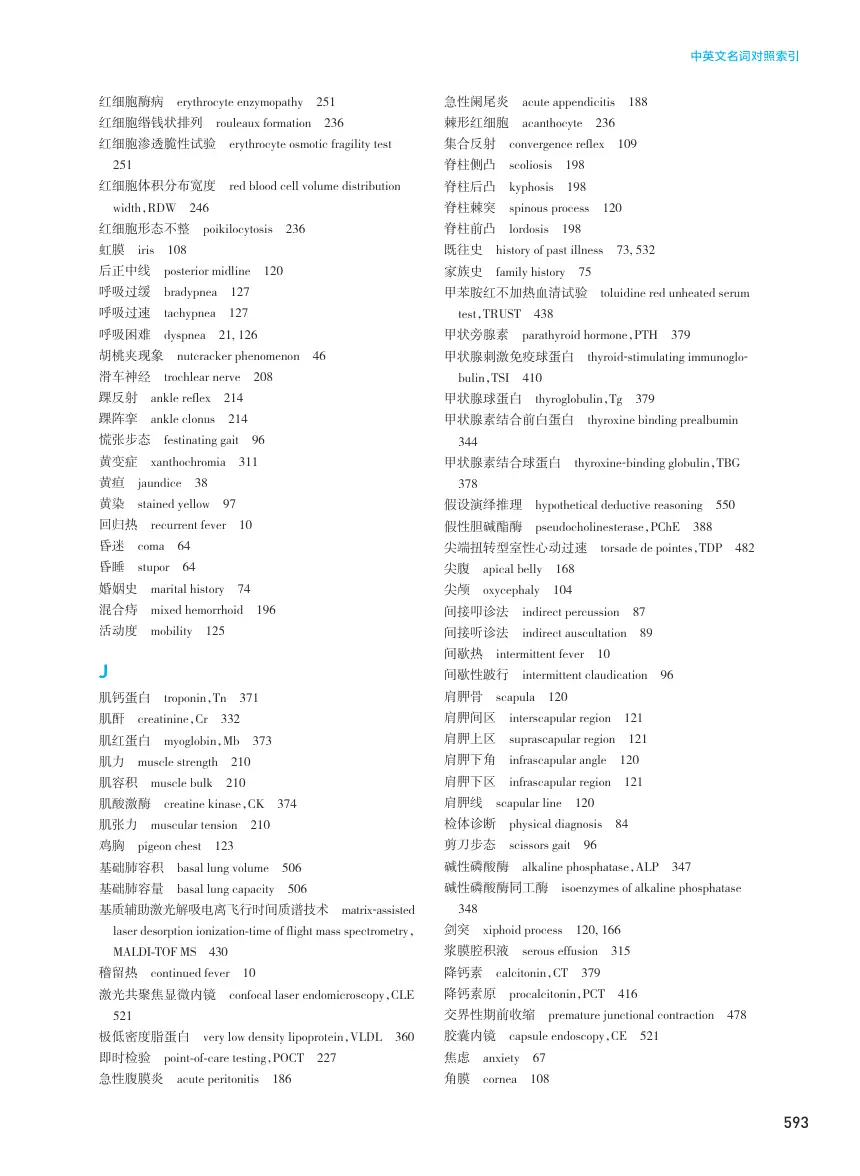 中英文名词对照索引
红细胞酶病 erythrocyte enzymopathy 251
红细胞缗钱状排列 rouleaux formation 236
红细胞渗透脆性试验 erythrocyte osmotic fragility test
251
红细胞体积分布宽度 red blood cell volume distribution
width,RDW 246
红细胞形态不整 poikilocytosis 236
虹膜 iris 108
后正中线 posterior midline 120
呼吸过缓 bradypnea 127
呼吸过速 tachypnea 127
呼吸困难 dyspnea 21, 126
胡桃夹现象 nutcracker phenomenon 46
滑车神经 trochlear nerve 208
踝反射 ankle reflex 214
踝阵挛 ankle clonus 214
慌张步态 festinating gait 96
黄变症 xanthochromia 311
黄疸 jaundice 38
黄染 stained yellow 97
回归热 recurrent fever 10
昏迷 coma 64
昏睡 stupor 64
婚姻史 marital history 74
混合痔 mixed hemorrhoid 196
活动度 mobility 125
J
肌钙蛋白 troponin,Tn 371
肌酐 creatinine,Cr 332
肌红蛋白 myoglobin,Mb 373
肌力 muscle strength 210
肌容积 muscle bulk 210
肌酸激酶 creatine kinase,CK 374
肌张力 muscular tension 210
鸡胸 pigeon chest 123
基础肺容积 basal lung volume 506
基础肺容量 basal lung capacity 506
基质辅助激光解吸电离飞行时间质谱技术 matrix-assisted
laser desorption ionization-time of flight mass spectrometry,
MALDI-TOF MS 430
稽留热 continued fever 10
激光共聚焦显微内镜 confocal laser endomicroscopy,CLE
521
极低密度脂蛋白 very low density lipoprotein,VLDL 360
即时检验 point-of-care testing,POCT 227
急性腹膜炎 acute peritonitis 186
急性阑尾炎 acute appendicitis 188
棘形红细胞 acanthocyte 236
集合反射 convergence reflex 109
脊柱侧凸 scoliosis 198
脊柱后凸 kyphosis 198
脊柱棘突 spinous process 120
脊柱前凸 lordosis 198
既往史 history of past illness 73, 532
家族史 family history 75
甲苯胺红不加热血清试验 toluidine red unheated serum
test,TRUST 438
甲状旁腺素 parathyroid hormone,PTH 379
甲状腺刺激免疫球蛋白 thyroid-stimulating immunoglo-
bulin,TSI 410
甲状腺球蛋白 thyroglobulin,Tg 379
甲状腺素结合前白蛋白 thyroxine binding prealbumin
344
甲状腺素结合球蛋白 thyroxine-binding globulin,TBG
378
假设演绎推理 hypothetical deductive reasoning 550
假性胆碱酯酶 pseudocholinesterase,PChE 388
尖端扭转型室性心动过速 torsade de pointes,TDP 482
尖腹 apical belly 168
尖颅 oxycephaly 104
间接叩诊法 indirect percussion 87
间接听诊法 indirect auscultation 89
间歇热 intermittent fever 10
间歇性跛行 intermittent claudication 96
肩胛骨 scapula 120
肩胛间区 interscapular region 121
肩胛上区 suprascapular region 121
肩胛下角 infrascapular angle 120
肩胛下区 infrascapular region 121
肩胛线 scapular line 120
检体诊断 physical diagnosis 84
剪刀步态 scissors gait 96
碱性磷酸酶 alkaline phosphatase,ALP 347
碱性磷酸酶同工酶 isoenzymes of alkaline phosphatase
348
剑突 xiphoid process 120, 166
浆膜腔积液 serous effusion 315
降钙素 calcitonin,CT 379
降钙素原 procalcitonin,PCT 416
交界性期前收缩 premature junctional contraction 478
胶囊内镜 capsule endoscopy,CE 521
焦虑 anxiety 67
角膜 cornea 108
593